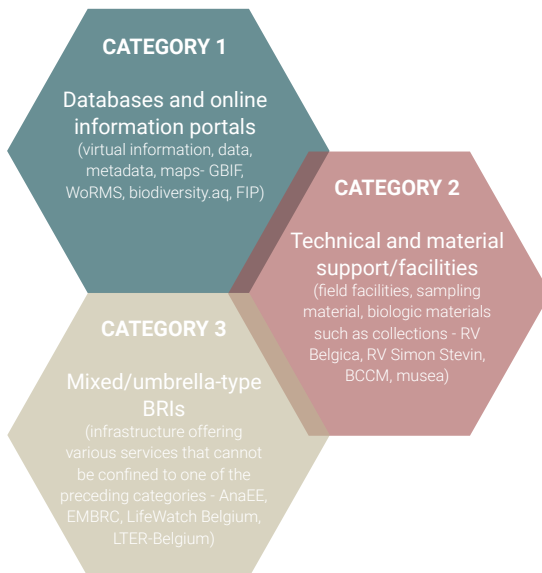 CATEGORY 1
Databases and online
information portals
(virtual information, data,
metadata, maps- GBIF,
WoRMS, biodiversity.aq, FIP)
CATEGORY 2
Technical and material
support/facilities
(field facilities, sampling
material, biologic materials
such as collections - RV
Belgica, RV Simon Stevin,
BCCM, musea)
CATEGORY 3
Mixed/umbrella-type
BRIs
(infrastructure offering
various services that cannot
be confined to one of the
preceding categories - AnaEE,
EMBRC, LifeWatch Belgium,
LTER-Belgium)